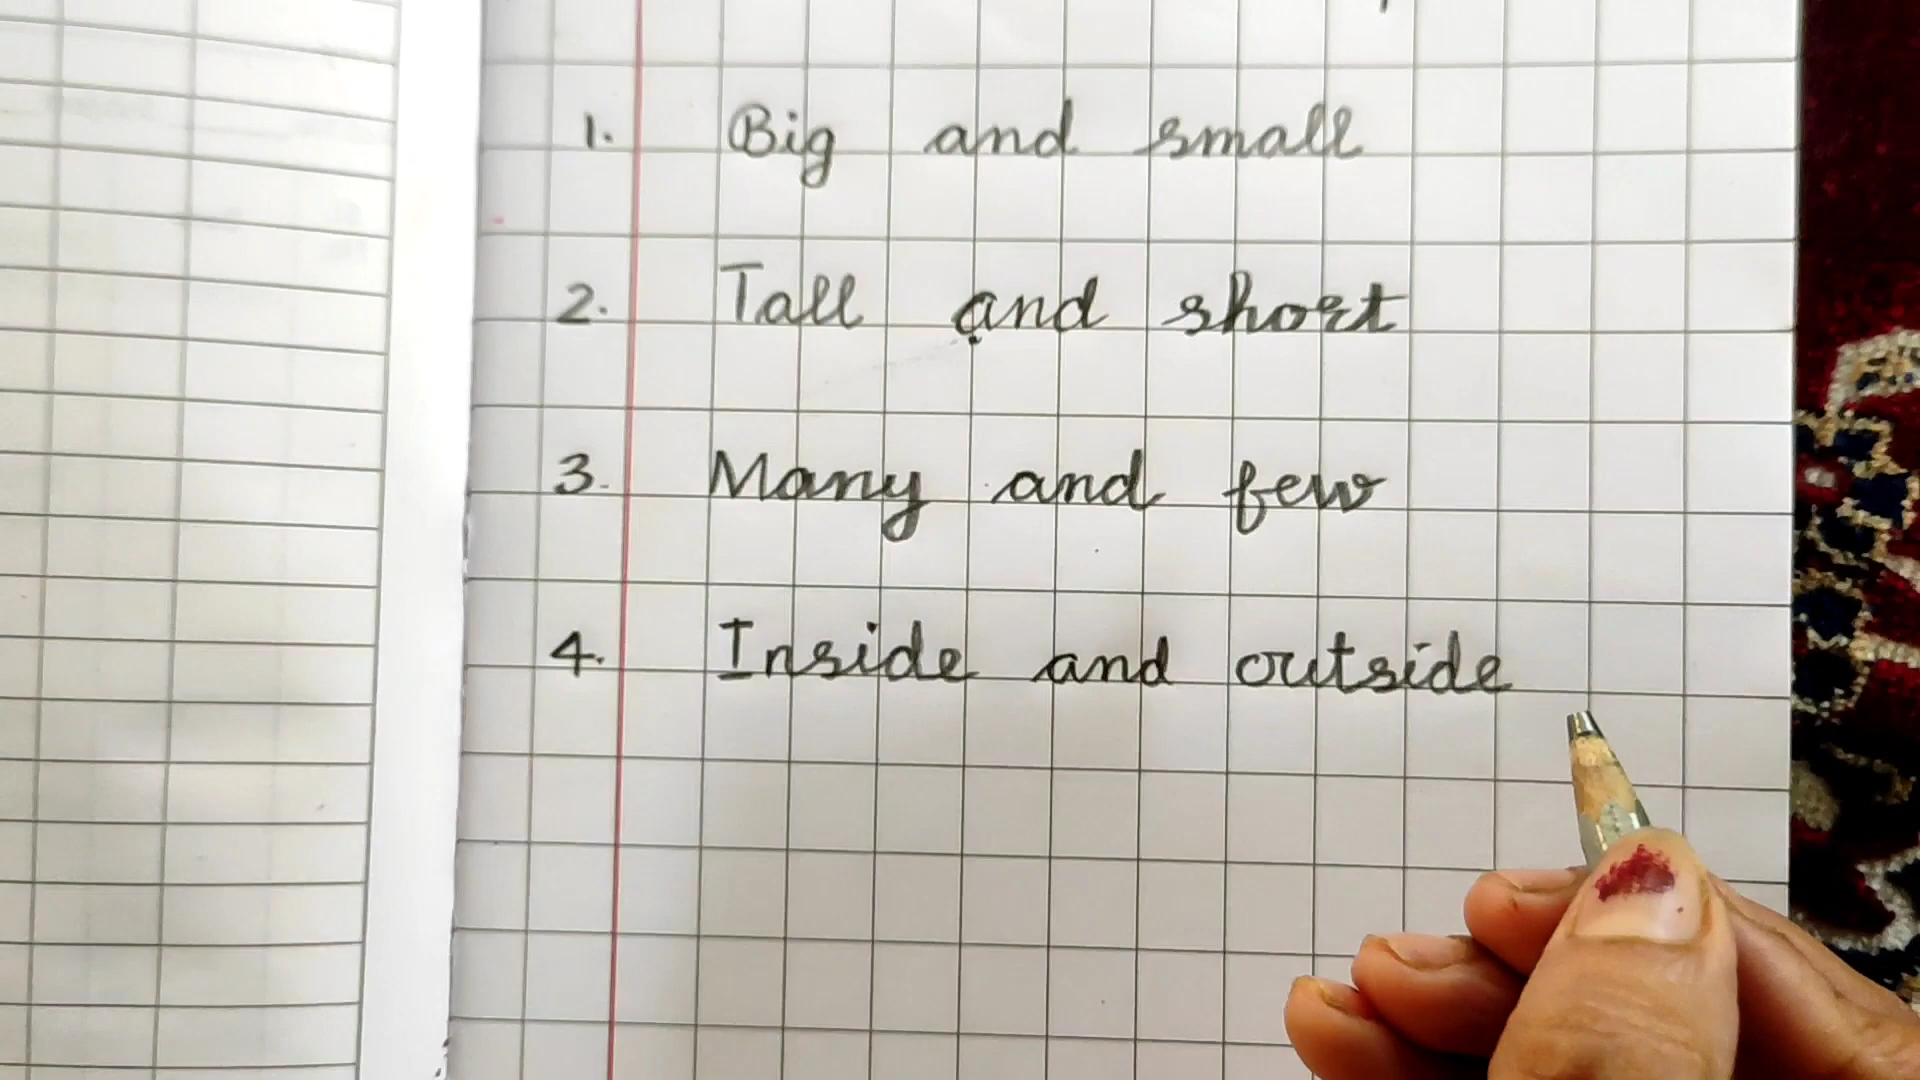 1. Big and small
2. Tall and short
3. Many and few
4. Inside and outside